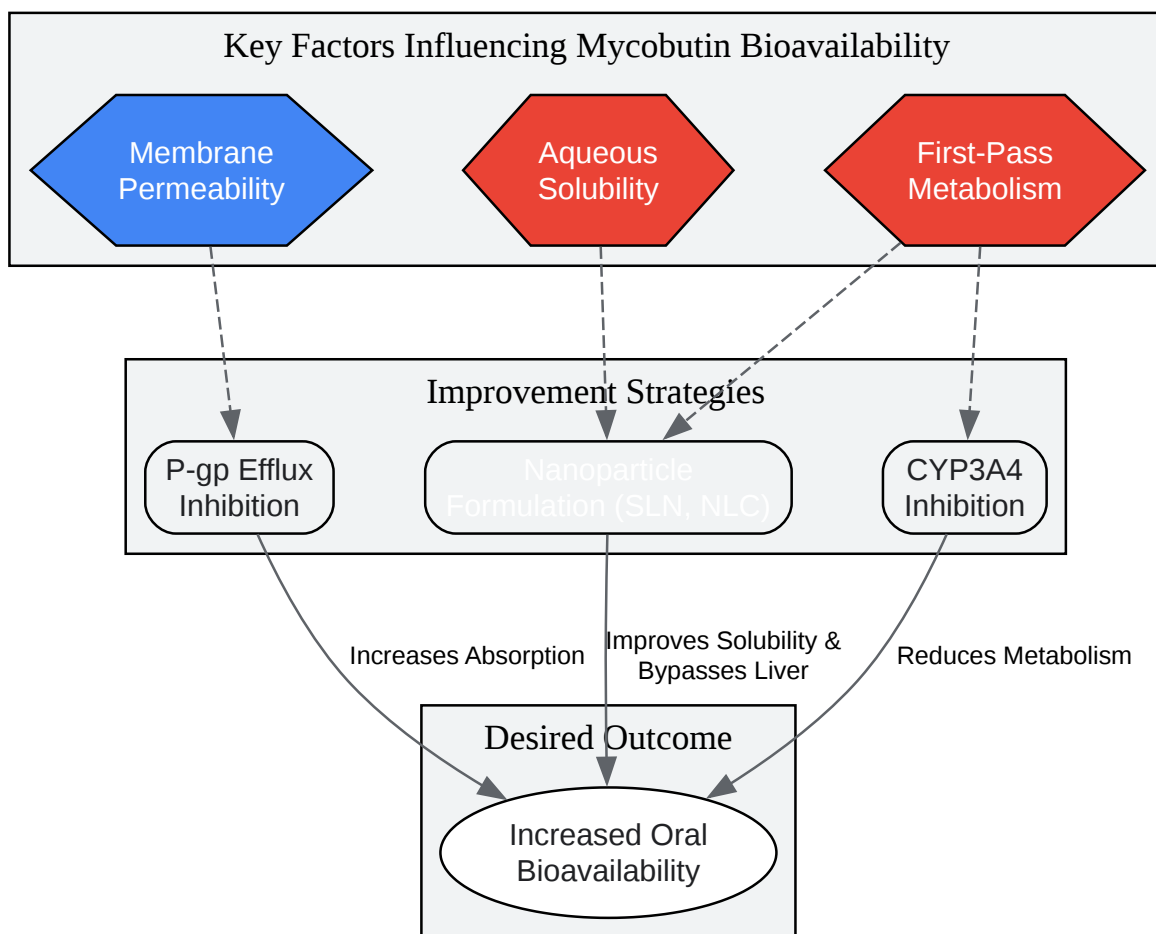 Key Factors Influencing Mycobutin Bioavailability
Membrane
Permeability
Aqueous
Solubility
First-Pass
Metabolism
Improvement Strategies
P-gp Efflux
Inhibition
Nanoparticle
Formulation (SLN, NLC)
CYP3A4
Inhibition
Increases Absorption
Improves Solubility &
Bypasses Liver
Reduces Metabolism
Desired Outcome
Increased Oral
Bioavailability